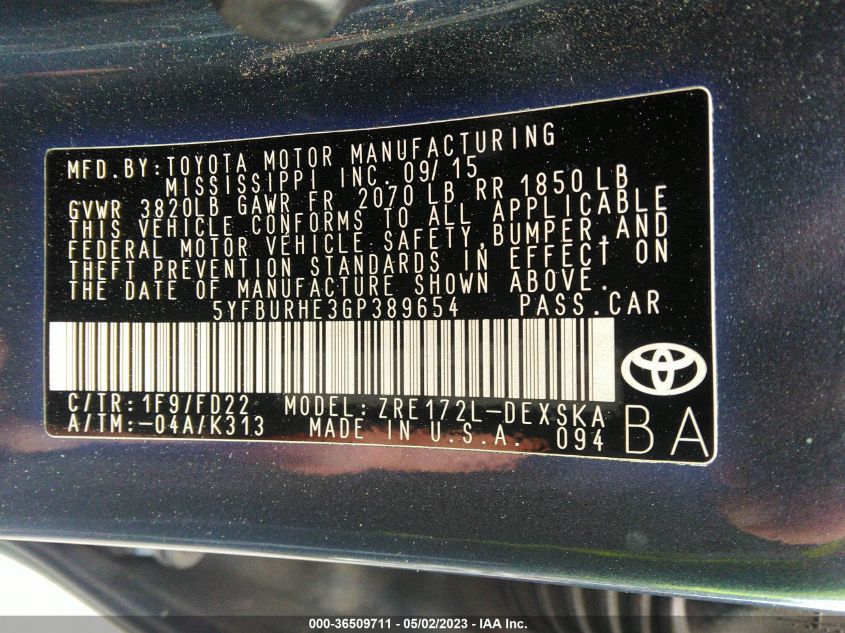 MFD. BY: TOYOTA MOTOR MANUFACTURING
MISSISSIPPI INC. 09/15
GVWR 3820LB GAWR FR 2070 LB RR 1850 LB
THIS VEHICLE CONFORMS TO ALL APPLICABLE
FEDERAL MOTOR VEHICLE SAFETY, BUMPER, AND
THEFT PREVENTION STANDARDS IN EFFECT ON
THE DATE OF MANUFACTURE SHOWN ABOVE.
5YFBURHE3GP389654 PASS. CAR
C/TR: 1F9/FD22 MODEL: ZRE172L-DEXSKA
A/TM: -04A/K313 MADE IN U.S.A. 094
BA
000-36509711 - 05/02/2023 - IAA Inc.